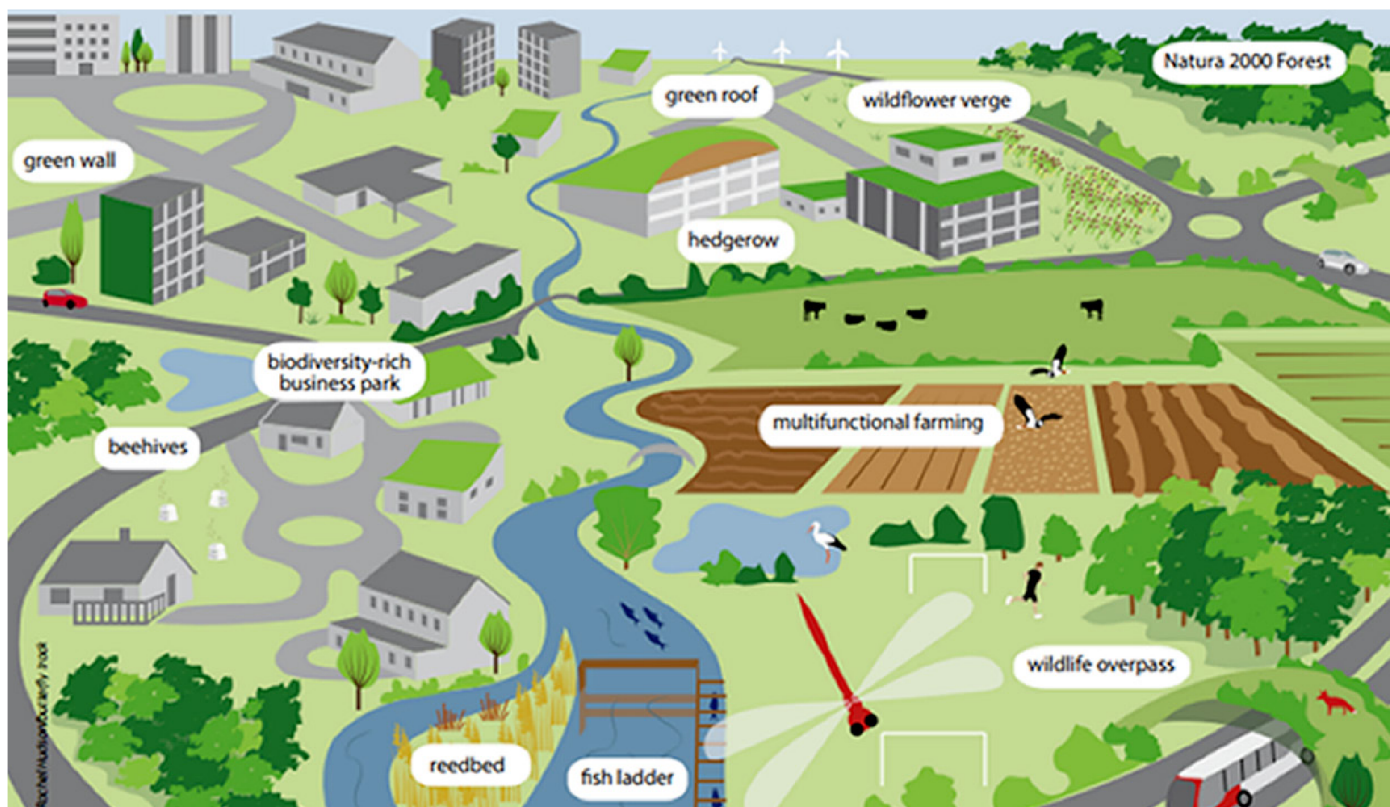 Natura 2000 Forest
green roof
wildflower verge
green wall
hedgerow
biodiversity-rich
business park
multifunctional farming
beehives
wildlife overpass
reedbed
fish ladder